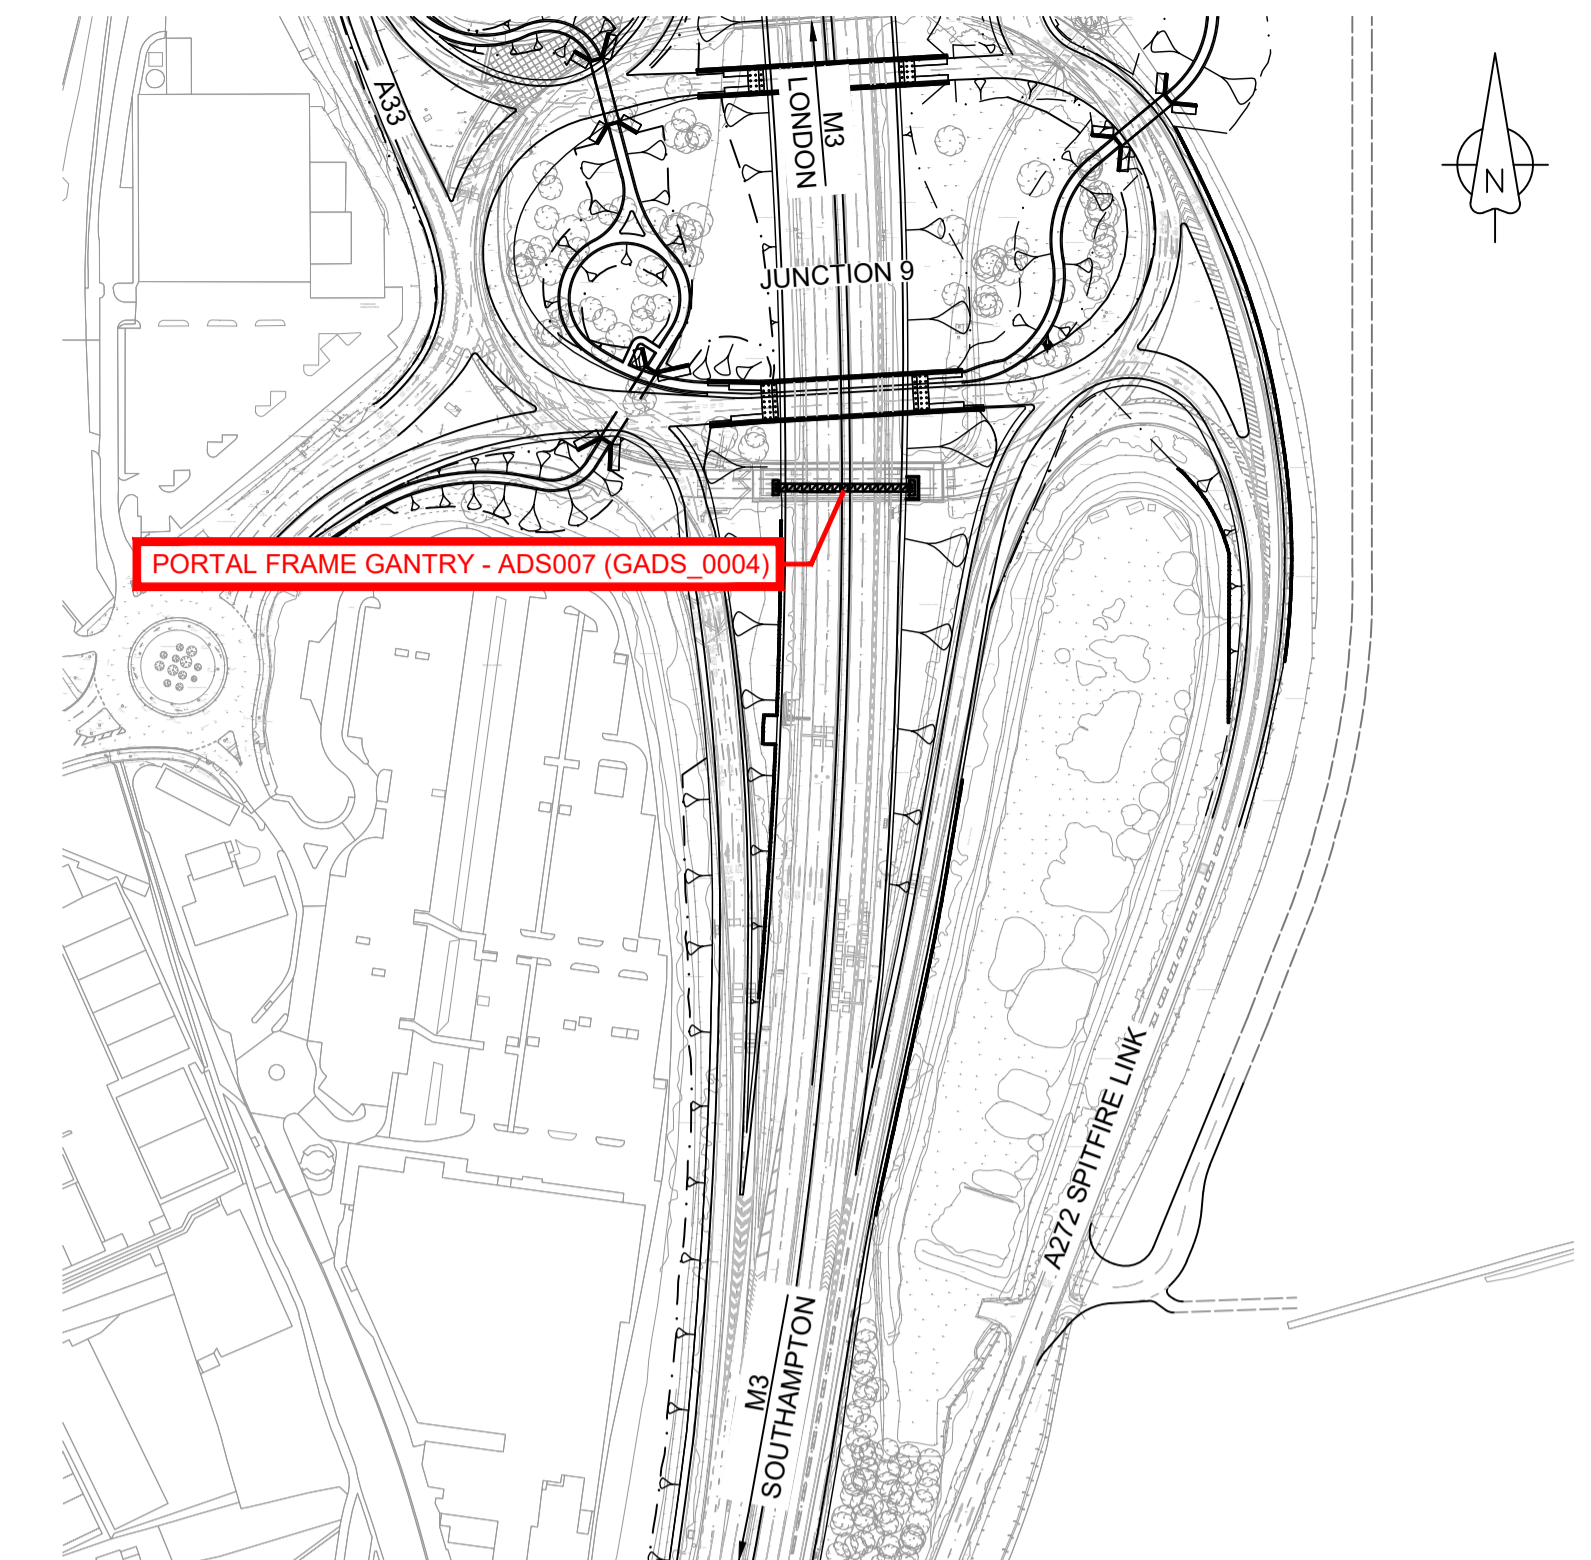 A33
M3
LONDON
N
JUNCTION 9
PORTAL FRAME GANTRY - ADS007 (GADS_0004)
A272 SPITFIRE LINK
M3
SOUTHAMPTON